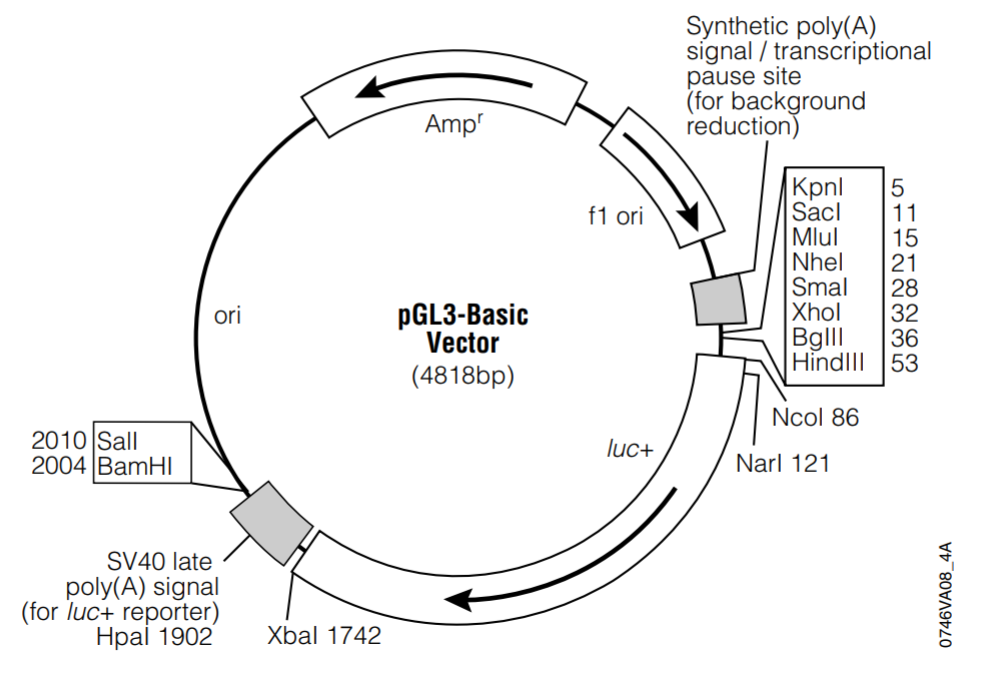 Synthetic poly(A)
signal / transcriptional
pause site
(for background
reduction)
Ampʳ
f1 ori
KpnI 5
SacI 11
MluI 15
NheI 21
SmaI 28
XhoI 32
BglII 36
HindIII 53
ori
pGL3-Basic
Vector
(4818bp)
NcoI 86
luc+
NarI 121
2010 SalI
2004 BamHI
SV40 late
poly(A) signal
(for luc+ reporter)
HpaI 1902
XbaI 1742
0746VA08_4A